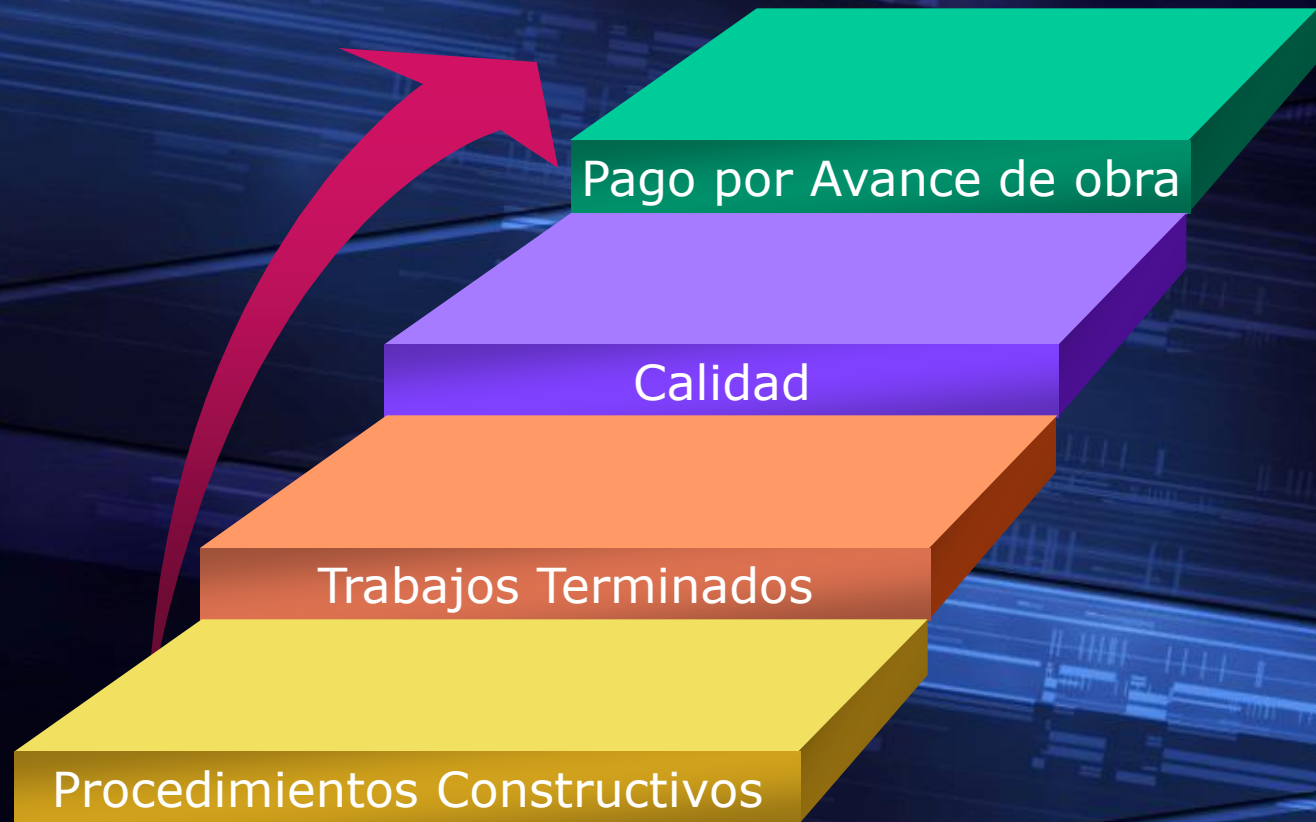 Pago por Avance de obra
Calidad
Trabajos Terminados
Procedimientos Constructivos